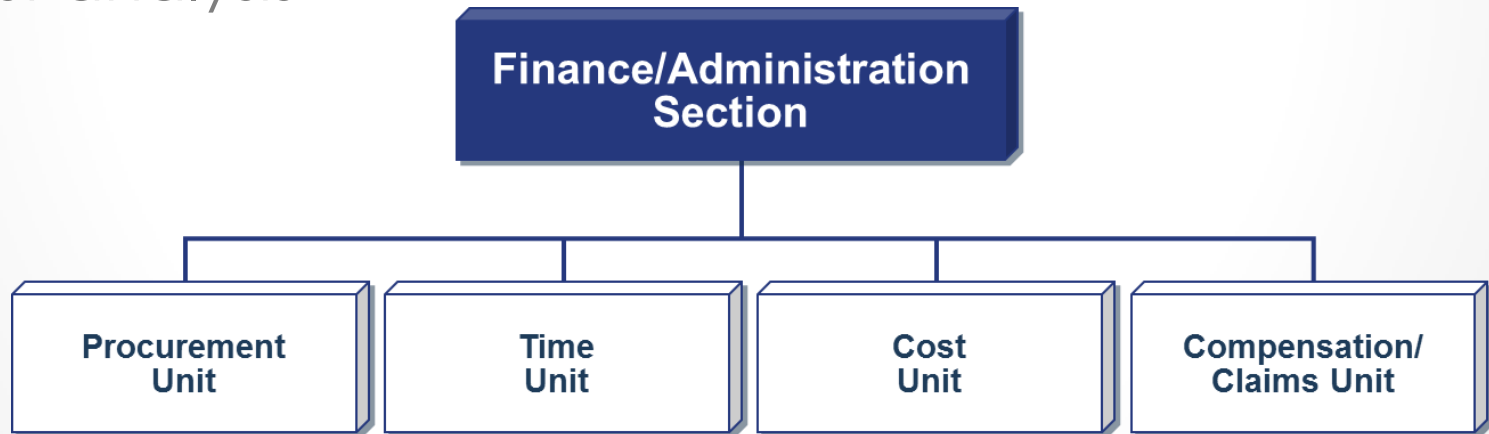 Finance/Administration
Section
Procurement
Unit
Time
Unit
Cost
Unit
Compensation/
Claims Unit